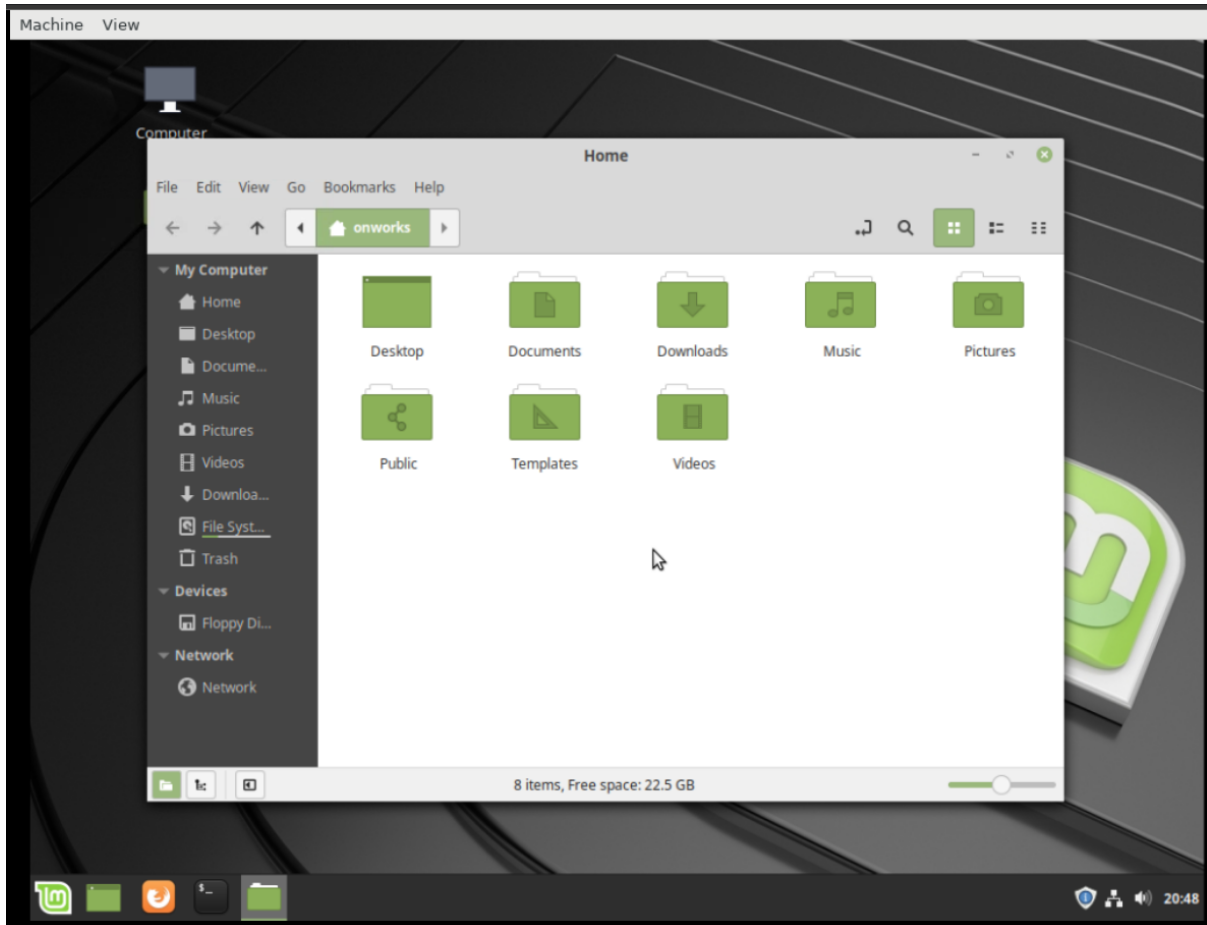 Machine View
Computer
Home
File Edit View Go Bookmarks Help
onworks
My Computer
Home
Desktop
Docume...
Music
Pictures
Videos
Downloa...
File Syst...
Trash
Devices
Floppy Di...
Network
Network
Desktop Documents Downloads Music Pictures
Public Templates Videos
8 items, Free space: 22.5 GB
$_
20:48